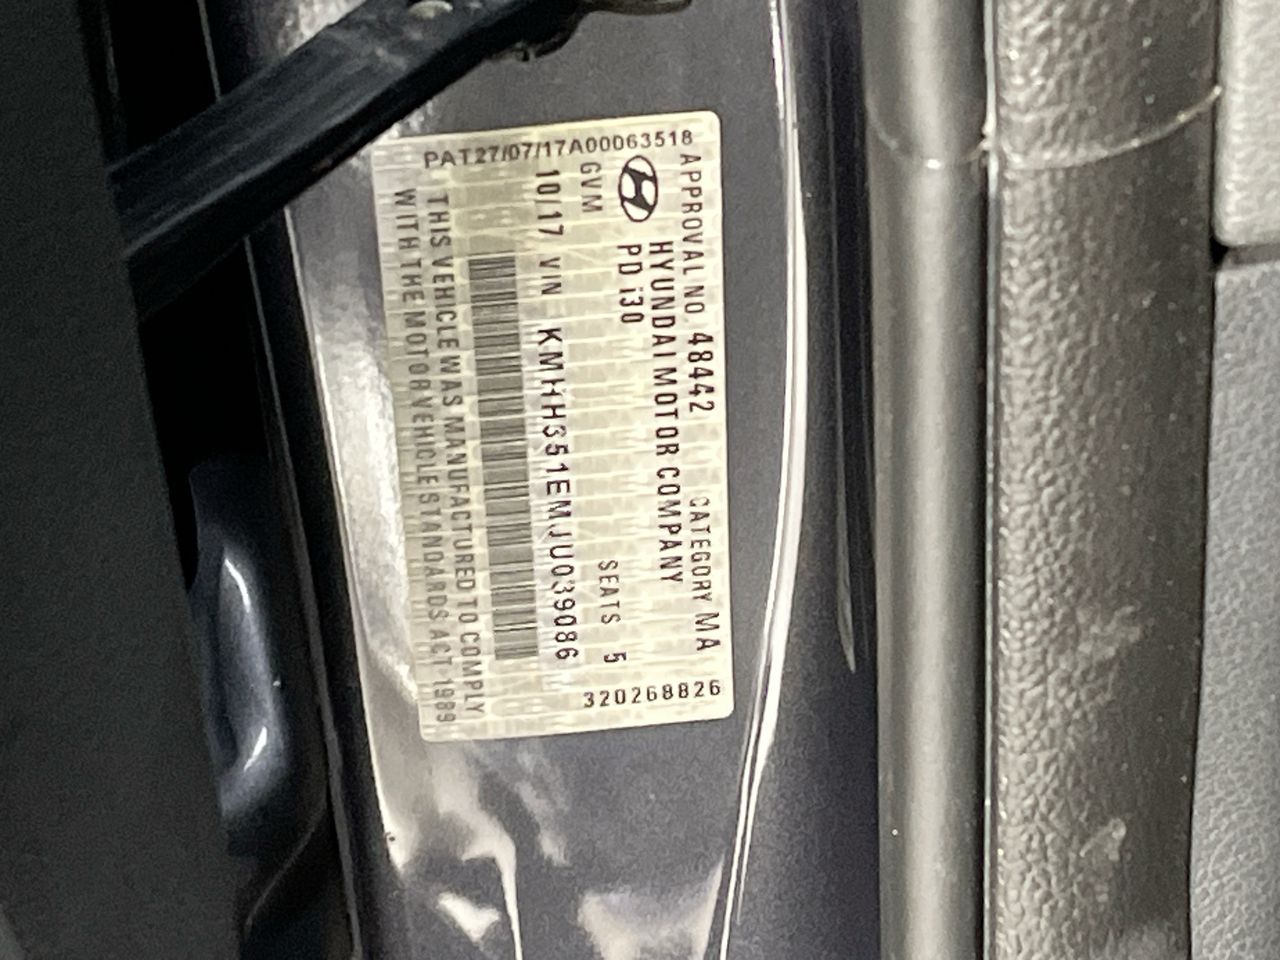 PAT27/07/17A00063518
APPROVAL NO. 48442 CATEGORY MA
HYUNDAI MOTOR COMPANY
PD i30
GVM SEATS 5
10/17 VIN KMHH351EMJU039086
THIS VEHICLE WAS MANUFACTURED TO COMPLY
WITH THE MOTOR VEHICLE STANDARDS ACT 1989
320268826